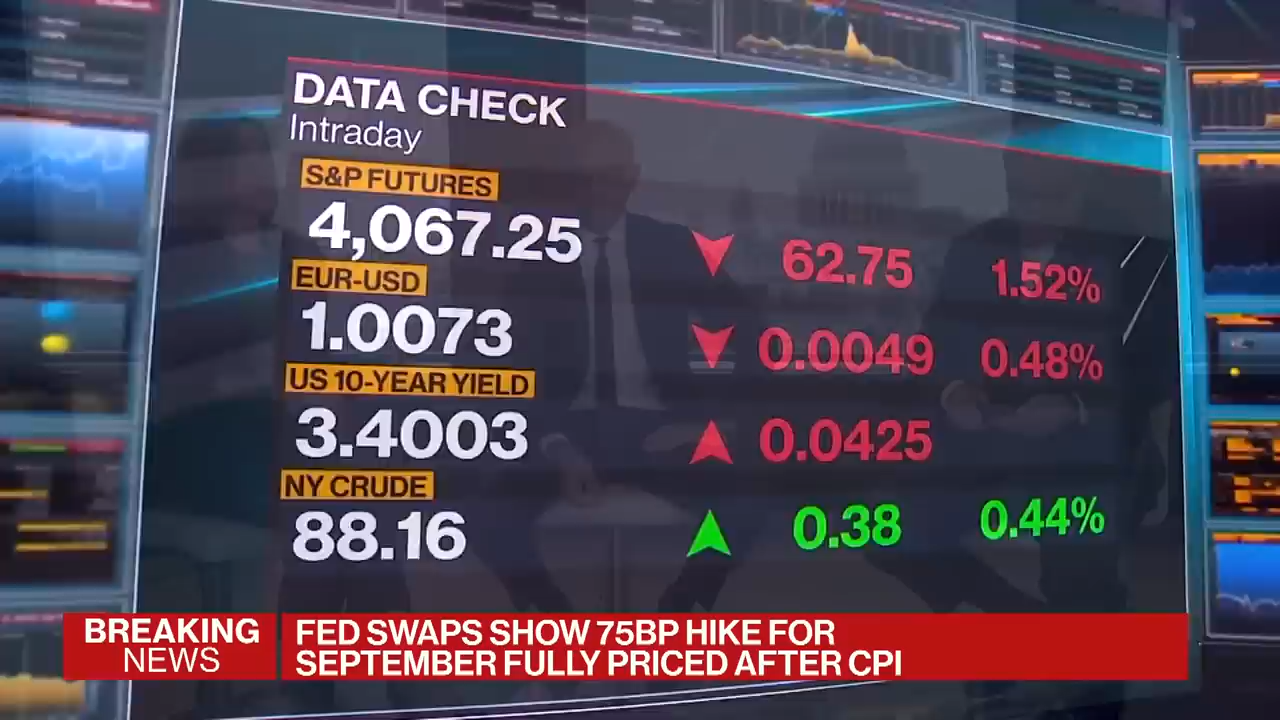 DATA CHECK
Intraday
S&P FUTURES
4,067.25 62.75 1.52%
EUR-USD
1.0073 0.0049 0.48%
US 10-YEAR YIELD
3.4003 0.0425
NY CRUDE
88.16 0.38 0.44%
BREAKING NEWS
FED SWAPS SHOW 75BP HIKE FOR
SEPTEMBER FULLY PRICED AFTER CPI